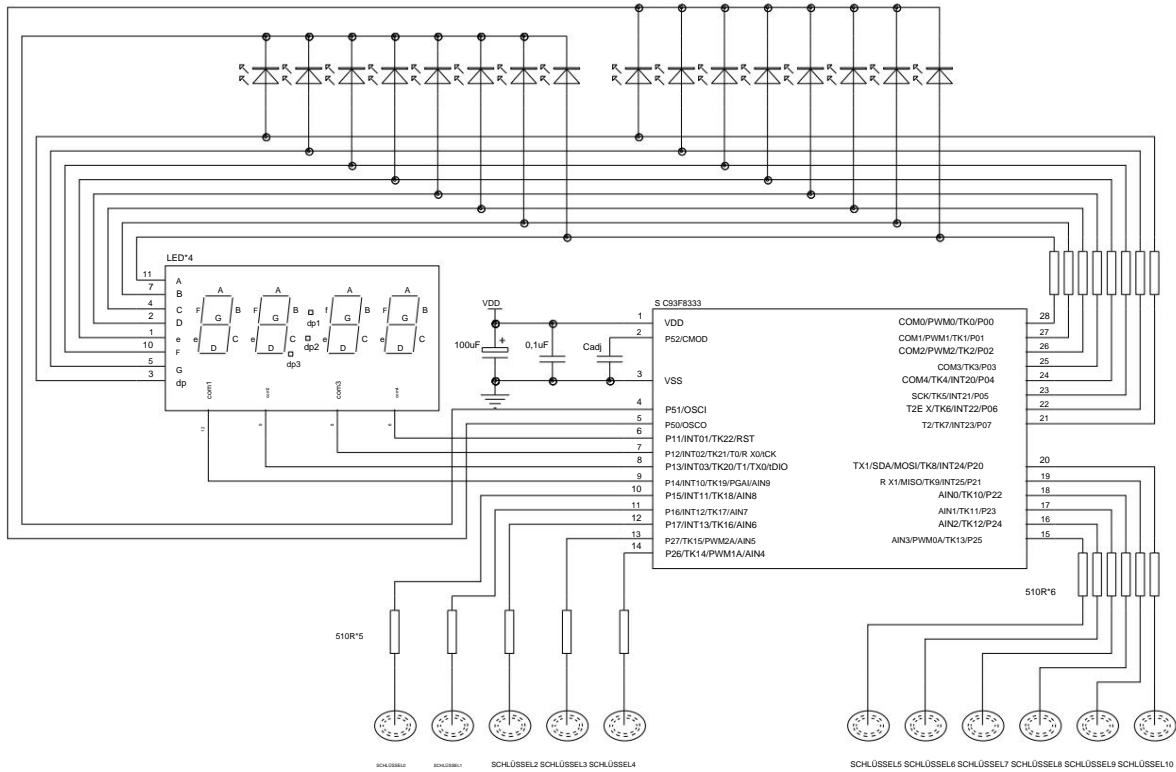 LED*4
11 A
7 B
4 C
2 D
1 e
10 F
5 G
3 dp
A A f A A
F B F B B F B
G G G G
dp1
e C e C e C e C
dp2
D D D D
dp3
com1 com3
VDD
100uF
+
0,1uF
Cadj
S C93F8333
1 VDD
2 P52/CMOD
3 VSS
4 P51/OSCI
5 P50/OSCO
6 P11/INT01/TK22/RST
7 P12/INT02/TK21/T0/R X0/tCK
8 P13/INT03/TK20/T1/TX0/tDIO
9 P14/INT10/TK19/PGAI/AIN9
10 P15/INT11/TK18/AIN8
11 P16/INT12/TK17/AIN7
12 P17/INT13/TK16/AIN6
13 P27/TK15/PWM2A/AIN5
14 P26/TK14/PWM1A/AIN4
COM0/PWM0/TK0/P00 28
COM1/PWM1/TK1/P01 27
COM2/PWM2/TK2/P02 26
COM3/TK3/P03 25
COM4/TK4/INT20/P04 24
SCK/TK5/INT21/P05 23
T2E X/TK6/INT22/P06 22
T2/TK7/INT23/P07 21
TX1/SDA/MOSI/TK8/INT24/P20 20
R X1/MISO/TK9/INT25/P21 19
AIN0/TK10/P22 18
AIN1/TK11/P23 17
AIN2/TK12/P24 16
AIN3/PWM0A/TK13/P25 15
510R*6
510R*5
SCHLÜSSEL0 SCHLÜSSEL1 SCHLÜSSEL2 SCHLÜSSEL3 SCHLÜSSEL4 SCHLÜSSEL5 SCHLÜSSEL6 SCHLÜSSEL7 SCHLÜSSEL8 SCHLÜSSEL9 SCHLÜSSEL10